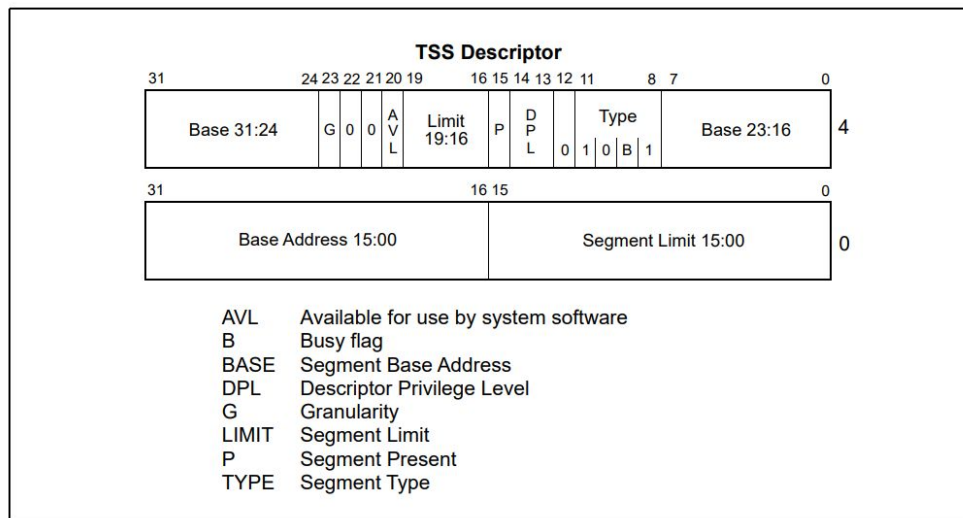 TSS Descriptor
31 24 23 22 21 20 19 16 15 14 13 12 11 8 7 0
Base 31:24 G 0 0 AVL Limit 19:16 P DPL 0 Type 1 0 B 1 Base 23:16 4
31 16 15 0
Base Address 15:00 Segment Limit 15:00 0
AVL Available for use by system software
B Busy flag
BASE Segment Base Address
DPL Descriptor Privilege Level
G Granularity
LIMIT Segment Limit
P Segment Present
TYPE Segment Type